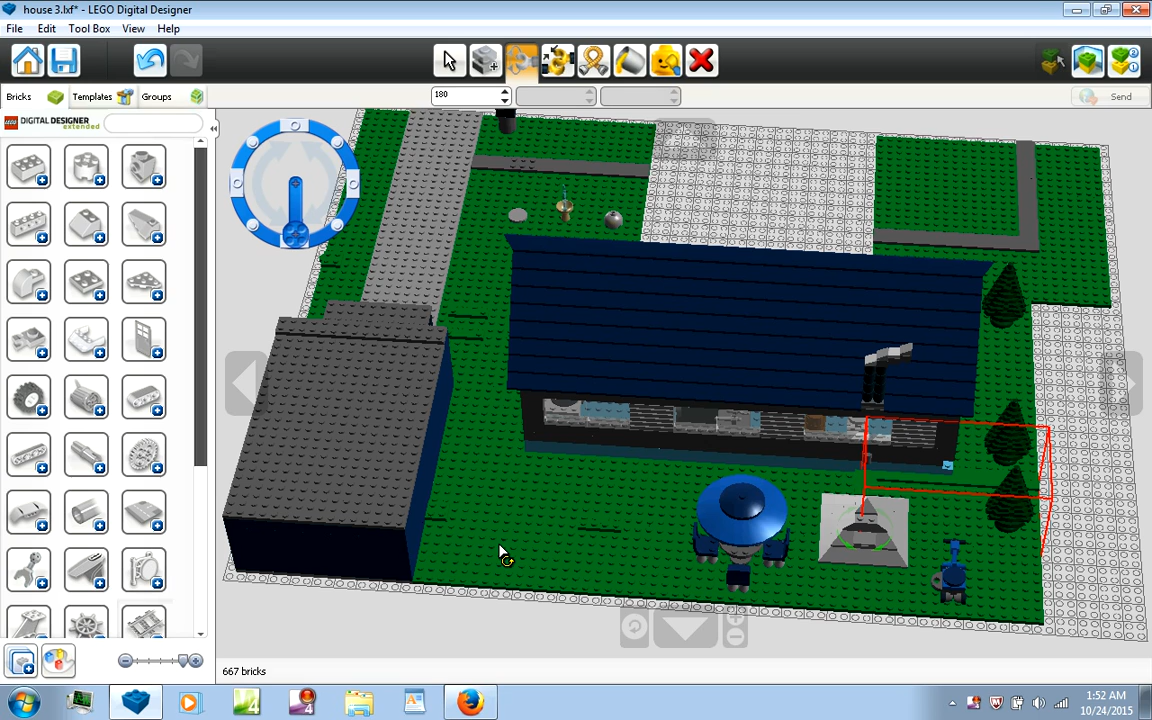 house 3.lxf* - LEGO Digital Designer
File Edit Tool Box View Help
Bricks Templates Groups
180
Send
LEGO DIGITAL DESIGNER
extended
667 bricks
1:52 AM
10/24/2015